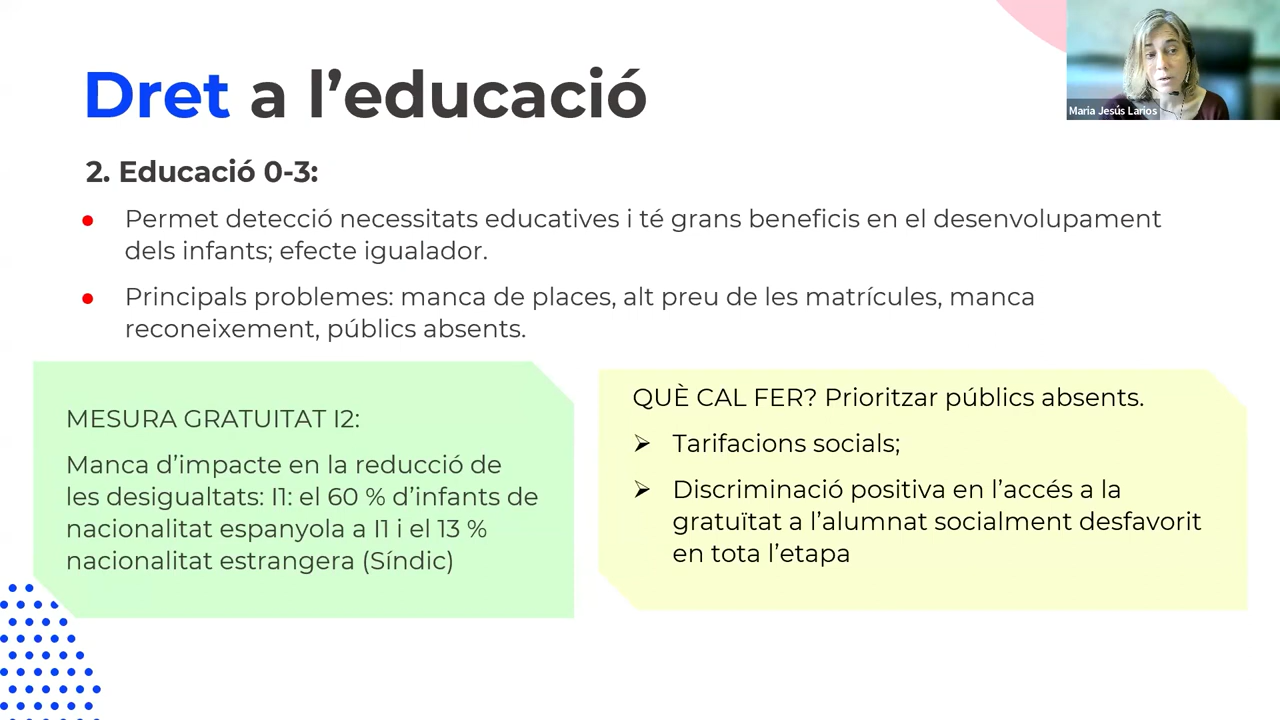 Dret a l’educació
Maria Jesús Larios
2. Educació 0-3:
Permet detecció necessitats educatives i té grans beneficis en el desenvolupament
dels infants; efecte igualador.
Principals problemes: manca de places, alt preu de les matrícules, manca
reconeixement, públics absents.
MESURA GRATUITAT I2:
Manca d’impacte en la reducció de
les desigualtats: I1: el 60 % d’infants de
nacionalitat espanyola a I1 i el 13 %
nacionalitat estrangera (Síndic)
QUÈ CAL FER? Prioritzar públics absents.
Tarifacions socials;
Discriminació positiva en l’accés a la
gratuïtat a l’alumnat socialment desfavorit
en tota l’etapa